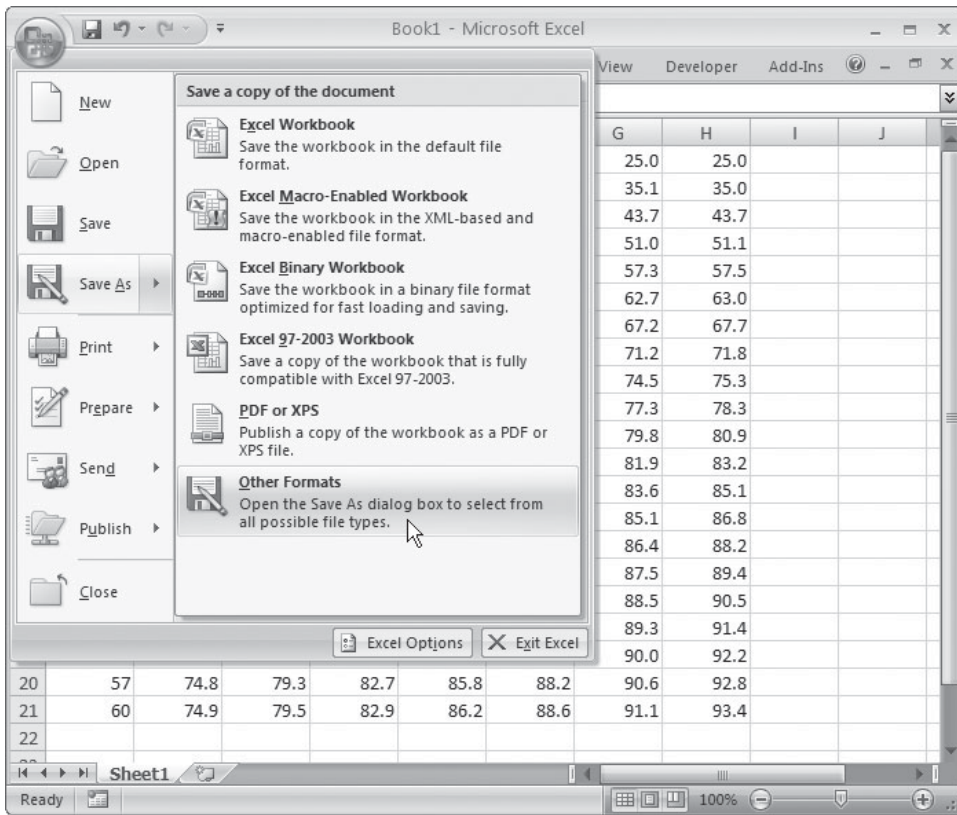 Book1 - Microsoft Excel
View Developer Add-Ins
New
Open
Save
Save As
Print
Prepare
Send
Publish
Close
Save a copy of the document
Excel Workbook
Save the workbook in the default file
format.
Excel Macro-Enabled Workbook
Save the workbook in the XML-based and
macro-enabled file format.
Excel Binary Workbook
Save the workbook in a binary file format
optimized for fast loading and saving.
Excel 97-2003 Workbook
Save a copy of the workbook that is fully
compatible with Excel 97-2003.
PDF or XPS
Publish a copy of the workbook as a PDF or
XPS file.
Other Formats
Open the Save As dialog box to select from
all possible file types.
Excel Options Exit Excel
G H I J
25.0 25.0
35.1 35.0
43.7 43.7
51.0 51.1
57.3 57.5
62.7 63.0
67.2 67.7
71.2 71.8
74.5 75.3
77.3 78.3
79.8 80.9
81.9 83.2
83.6 85.1
85.1 86.8
86.4 88.2
87.5 89.4
88.5 90.5
89.3 91.4
90.0 92.2
20 57 74.8 79.3 82.7 85.8 88.2 90.6 92.8
21 60 74.9 79.5 82.9 86.2 88.6 91.1 93.4
22
Sheet1
Ready 100%